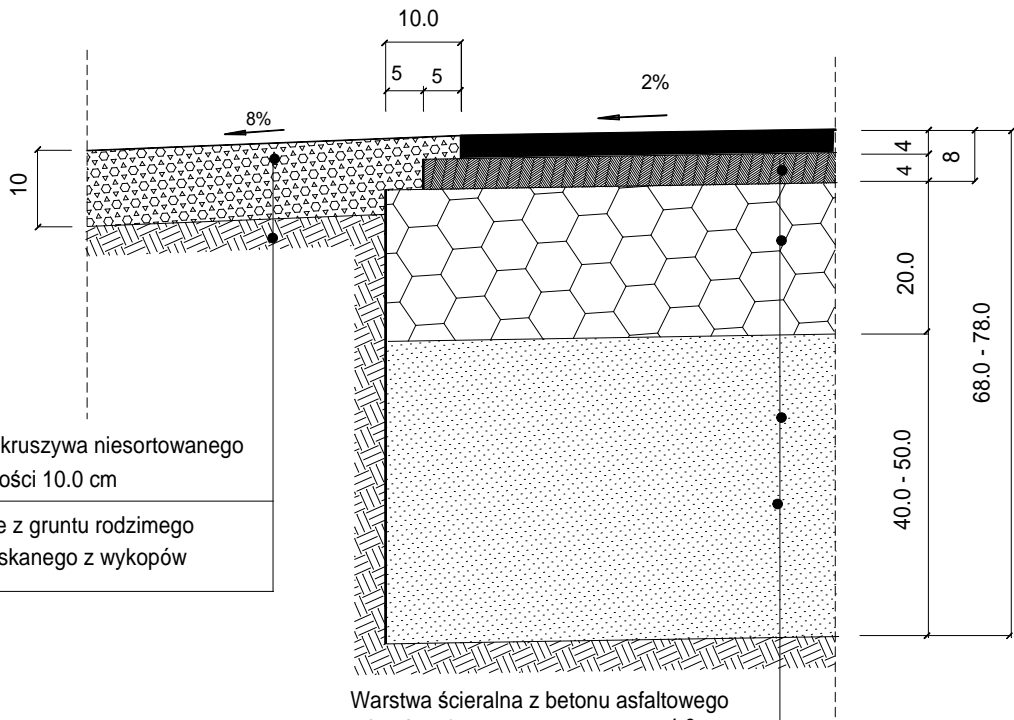 10.0
5
5
2%
8%
10
4
4
8
20.0
68.0 - 78.0
40.0 - 50.0
kruszywa niesortowanego
ości 10.0 cm
z gruntu rodzimego
skanego z wykopów
Warstwa ścieralna z betonu asfaltowego